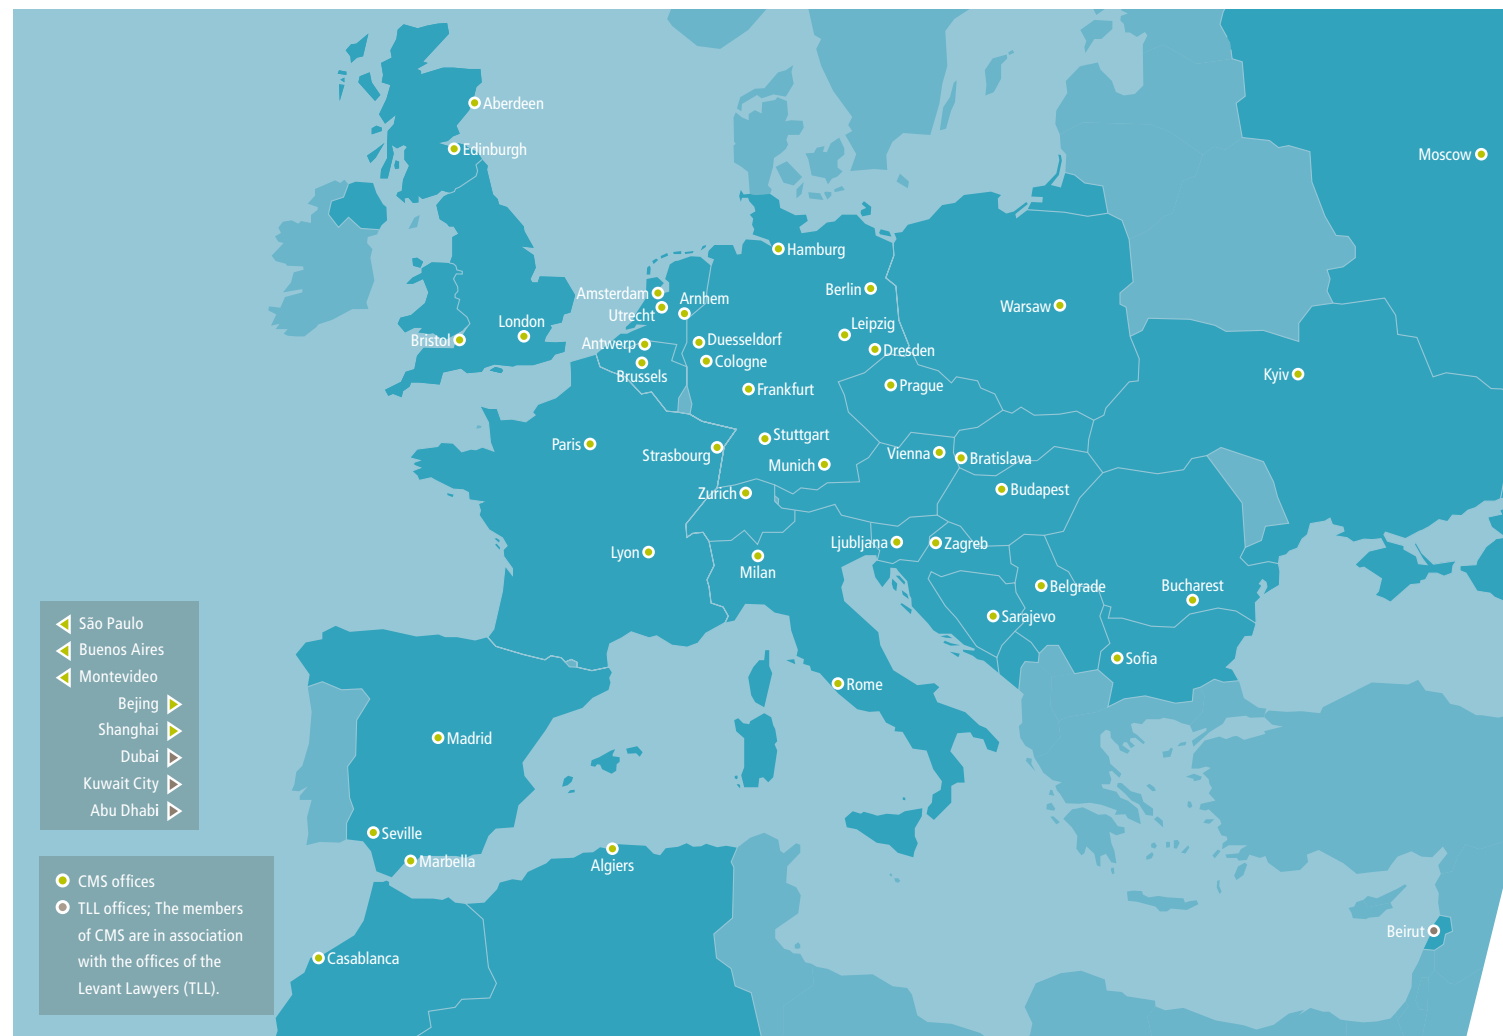 Aberdeen
Edinburgh
Moscow
Hamburg
Berlin
Amsterdam
Arnhem
Utrecht
Warsaw
London
Leipzig
Bristol
Antwerp
Duesseldorf
Dresden
Cologne
Brussels
Kyiv
Frankfurt
Prague
Paris
Stuttgart
Strasbourg
Vienna
Bratislava
Munich
Zurich
Budapest
Lyon
Ljubljana
Zagreb
Milan
Belgrade
Bucharest
Sarajevo
Sofia
Rome
Madrid
Seville
Marbella
Algiers
Casablanca
Beirut
São Paulo
Buenos Aires
Montevideo
Bejing
Shanghai
Dubai
Kuwait City
Abu Dhabi
CMS offices
TLL offices; The members
of CMS are in association
with the offices of the
Levant Lawyers (TLL).